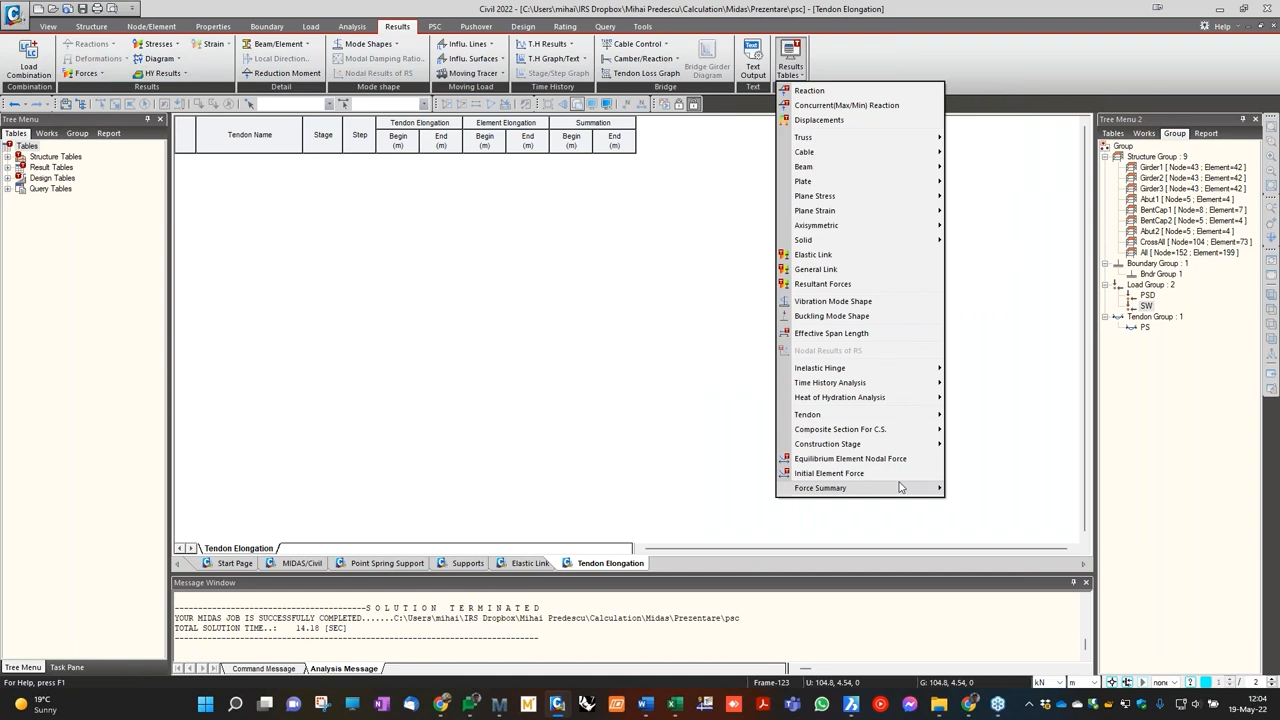 Civil 2022 - [C:\Users\mihai\IRS Dropbox\Mihai Predescu\Calculation\Midas\Prezentare\psc] - [Tendon Elongation]
View Structure Node/Element Properties Boundary Load Analysis Results PSC Pushover Design Rating Query Tools Help
Load Combination
Combination
Reactions Stresses Strain
Deformations Diagram
Forces HY Results
Results
Beam/Element
Local Direction..
Reduction Moment
Detail
Mode Shapes
Modal Damping Ratio..
Nodal Results of RS
Mode shape
Influ. Lines
Influ. Surfaces
Moving Tracer
Moving Load
T.H Results
T.H Graph/Text
Stage/Step Graph
Time History
Cable Control
Camber/Reaction
Tendon Loss Graph
Bridge Girder Diagram
Bridge
Text Output
Text
Results Tables
Tree Menu
Tables Works Group Report
Tables
Structure Tables
Result Tables
Design Tables
Query Tables
Tendon Name Stage Step Tendon Elongation Element Elongation Summation
Begin (m) End (m) Begin (m) End (m) Begin (m) End (m)
Reaction
Concurrent(Max/Min) Reaction
Displacements
Truss
Cable
Beam
Plate
Plane Stress
Plane Strain
Axisymmetric
Solid
Elastic Link
General Link
Resultant Forces
Vibration Mode Shape
Buckling Mode Shape
Effective Span Length
Nodal Results of RS
Inelastic Hinge
Time History Analysis
Heat of Hydration Analysis
Tendon
Composite Section For C.S.
Construction Stage
Equilibrium Element Nodal Force
Initial Element Force
Force Summary
Tree Menu 2
Tables Works Group Report
Group
Structure Group : 9
Girder1 [ Node=43 ; Element=42 ]
Girder2 [ Node=43 ; Element=42 ]
Girder3 [ Node=43 ; Element=42 ]
Abut1 [ Node=5 ; Element=4 ]
BentCap1 [ Node=8 ; Element=7 ]
BentCap2 [ Node=5 ; Element=4 ]
Abut2 [ Node=5 ; Element=4 ]
CrossAll [ Node=104 ; Element=73 ]
All [ Node=152 ; Element=199 ]
Boundary Group : 1
Bndr Group 1
Load Group : 2
PSD
SW
Tendon Group : 1
PS
Tendon Elongation
Start Page MIDAS/Civil Point Spring Support Supports Elastic Link Tendon Elongation
Message Window
------S O L U T I O N   T E R M I N A T E D
YOUR MIDAS JOB IS SUCCESSFULLY COMPLETED.......C:\Users\mihai\IRS Dropbox\Mihai Predescu\Calculation\Midas\Prezentare\psc
TOTAL SOLUTION TIME..: 14.18 [SEC]
Command Message Analysis Message
Tree Menu Task Pane
For Help, press F1 Frame-123 U: 104.8, 4.54, 0 G: 104.8, 4.54, 0 kN m none 1 / 2
19°C
Sunny
12:04
19-May-22